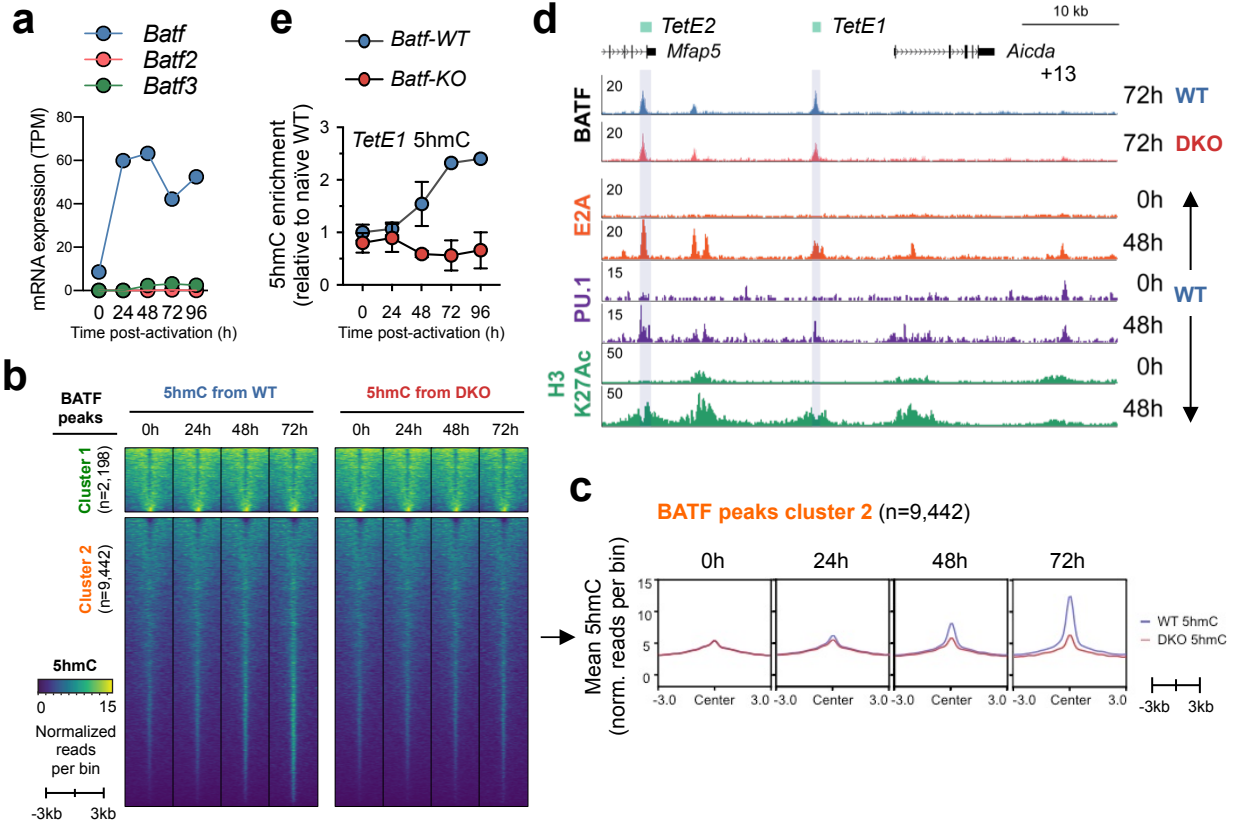 a
Batf
Batf2
Batf3
mRNA expression (TPM)
80
60
40
20
0
0 24 48 72 96
Time post-activation (h)
e
Batf-WT
Batf-KO
5hmC enrichment
(relative to naïve WT)
TetE1 5hmC
3
2
1
0
0 24 48 72 96
Time post-activation (h)
d
10 kb
TetE2 TetE1
Mfap5 Aicda
+13
BATF
20
72h WT
20
72h DKO
E2A
20
0h
20
48h
PU.1
15
0h
WT
15
48h
H3
K27Ac
50
0h
50
48h
b
BATF
peaks
5hmC from WT 5hmC from DKO
0h 24h 48h 72h 0h 24h 48h 72h
Cluster 1
(n=2,198)
Cluster 2
(n=9,442)
5hmC
0 15
Normalized
reads
per bin
-3kb 3kb
c
BATF peaks cluster 2 (n=9,442)
0h 24h 48h 72h
Mean 5hmC
(norm. reads per bin)
15
10
5
0
-3.0 Center 3.0 -3.0 Center 3.0 -3.0 Center 3.0 -3.0 Center 3.0
WT 5hmC
DKO 5hmC
-3kb 3kb